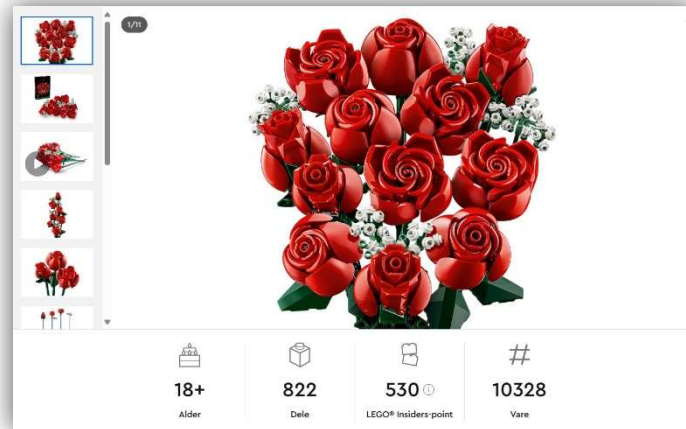 1/11
18+
Alder
822
Dele
530
LEGO® Insiders-point
10328
Vare